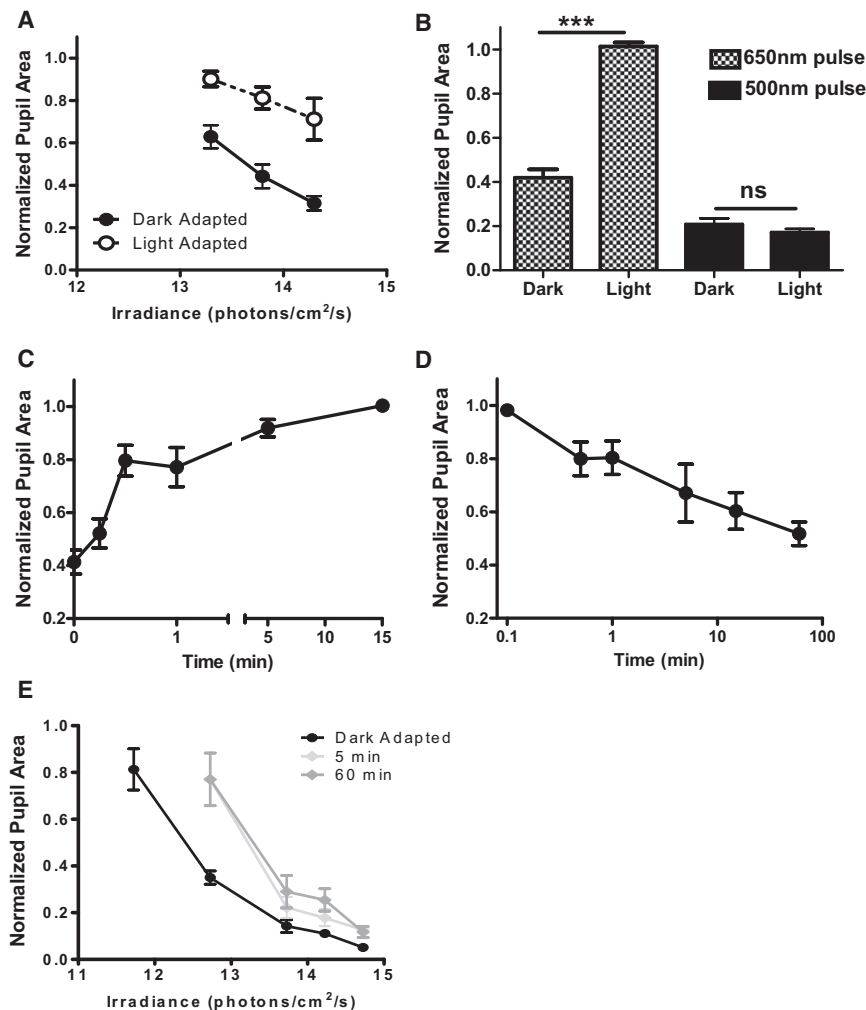 A
Normalized Pupil Area
1.0
0.8
0.6
0.4
0.2
0.0
Dark Adapted
Light Adapted
12 13 14 15
Irradiance (photons/cm²/s)
B
Normalized Pupil Area
1.0
0.8
0.6
0.4
0.2
0.0
***
ns
650nm pulse
500nm pulse
Dark Light Dark Light
C
Normalized Pupil Area
1.0
0.8
0.6
0.4
0.2
0 1 5 10 15
Time (min)
D
Normalized Pupil Area
1.0
0.8
0.6
0.4
0.2
0.1 1 10 100
Time (min)
E
Normalized Pupil Area
1.0
0.8
0.6
0.4
0.2
0.0
Dark Adapted
5 min
60 min
11 12 13 14 15
Irradiance (photons/cm²/s)